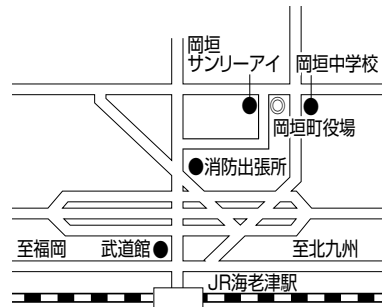 岡垣
サンリーアイ
岡垣中学校
岡垣町役場
消防出張所
至福岡
武道館
至北九州
JR海老津駅